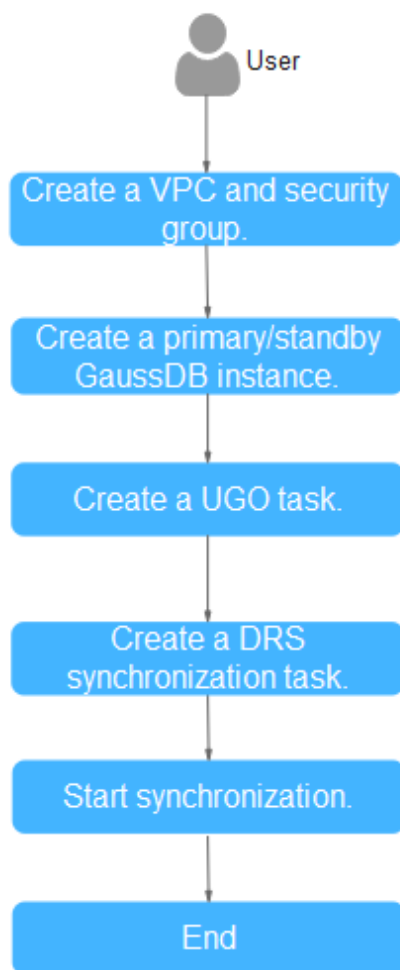 User
Create a VPC and security
group.
Create a primary/standby
GaussDB instance.
Create a UGO task.
Create a DRS
synchronization task.
Start synchronization.
End